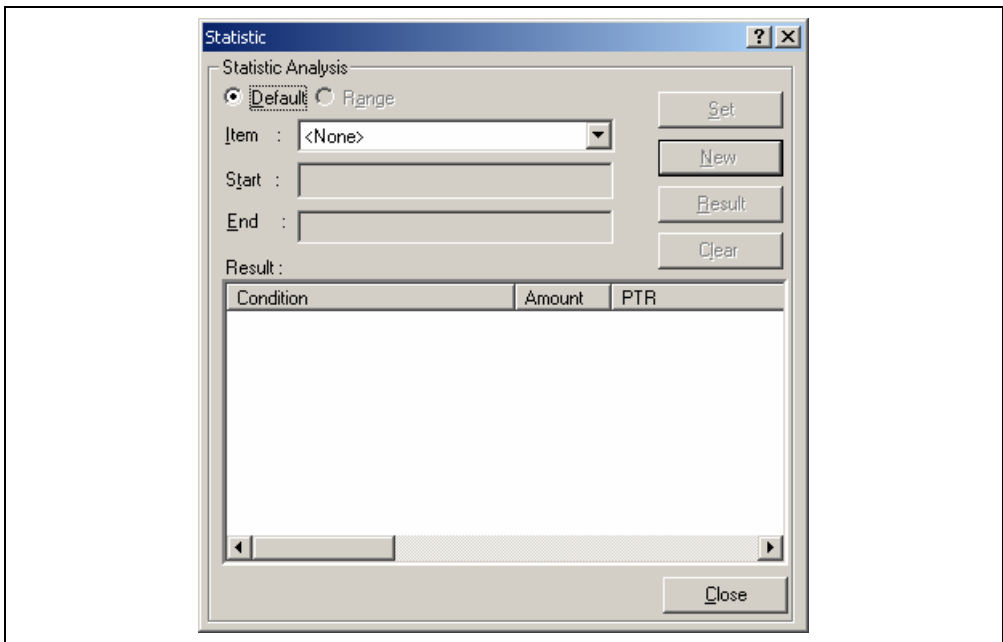 Statistic
Statistic Analysis
Default Range
Set
Item : <None>
New
Start :
Result
End :
Clear
Result :
Condition Amount PTR
Close